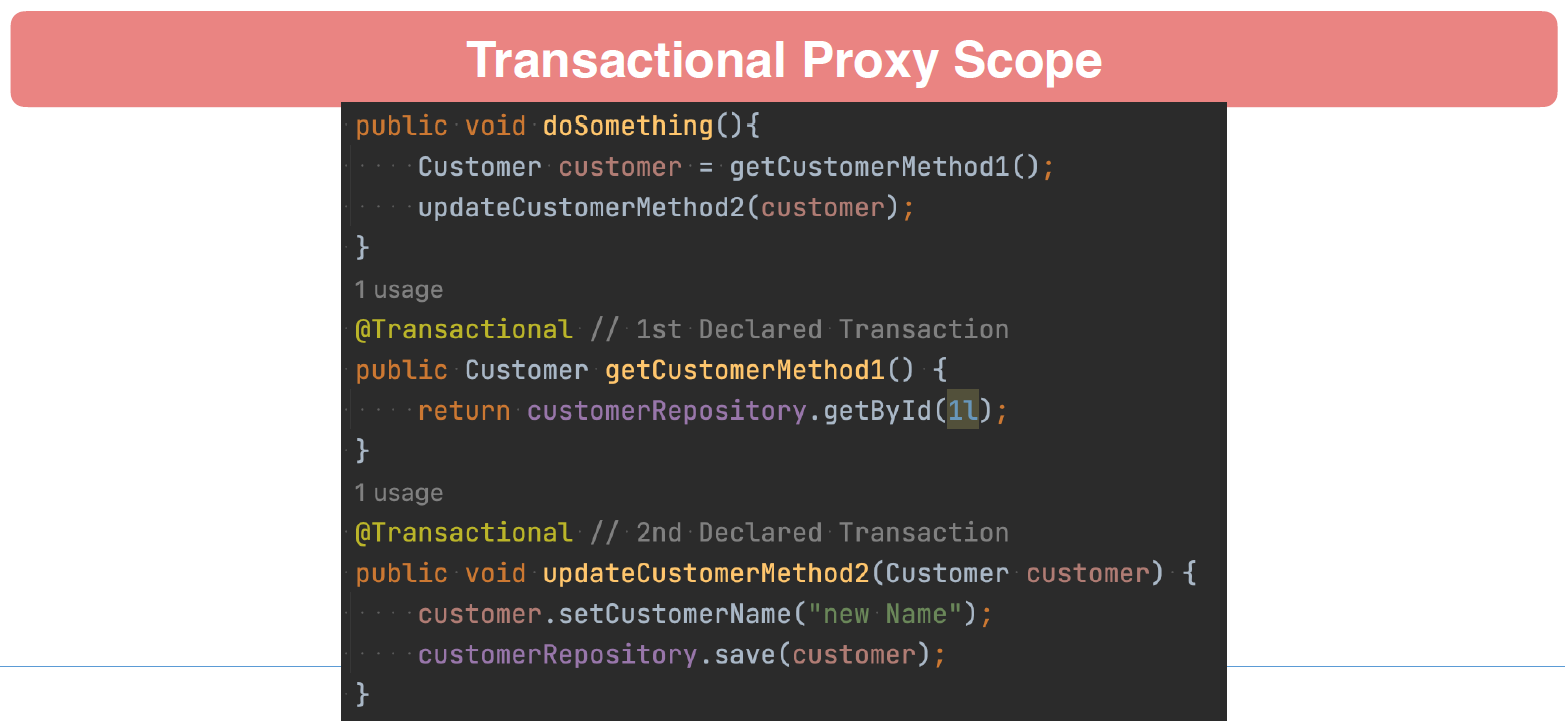 Transactional Proxy Scope
public void doSomething(){
Customer customer = getCustomerMethod1();
updateCustomerMethod2(customer);
}
1 usage
@Transactional // 1st Declared Transaction
public Customer getCustomerMethod1() {
return customerRepository.getById(1l);
}
1 usage
@Transactional // 2nd Declared Transaction
public void updateCustomerMethod2(Customer customer) {
customer.setCustomerName("new Name");
customerRepository.save(customer);
}